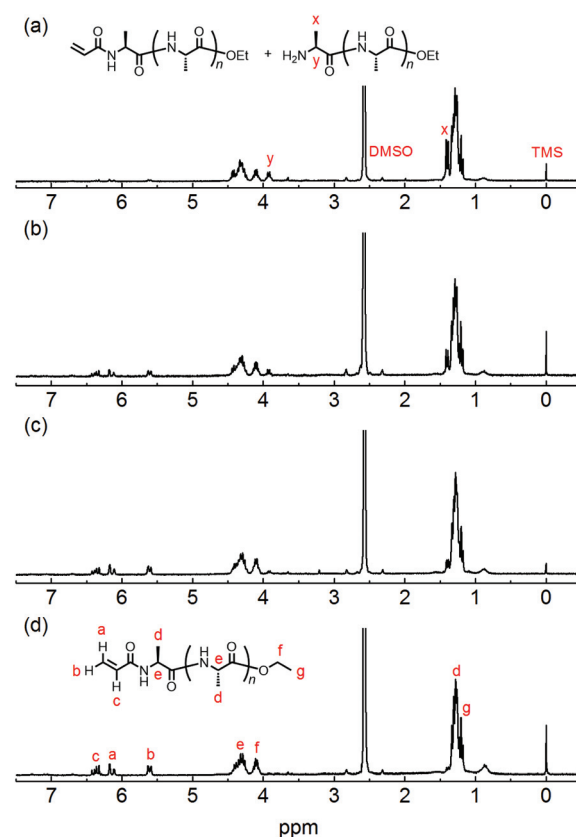 (a)
O
H
N
N
H
O
O
OEt
n
+
x
H2N
y
O
H
N
O
OEt
n
y
DMSO
x
TMS
7 6 5 4 3 2 1 0
(b)
7 6 5 4 3 2 1 0
(c)
7 6 5 4 3 2 1 0
(d)
a
H
b H
H
c
O
N
H
d
e
O
H
N
e
d
O
n
O
f
g
c a b e f d g
7 6 5 4 3 2 1 0
ppm